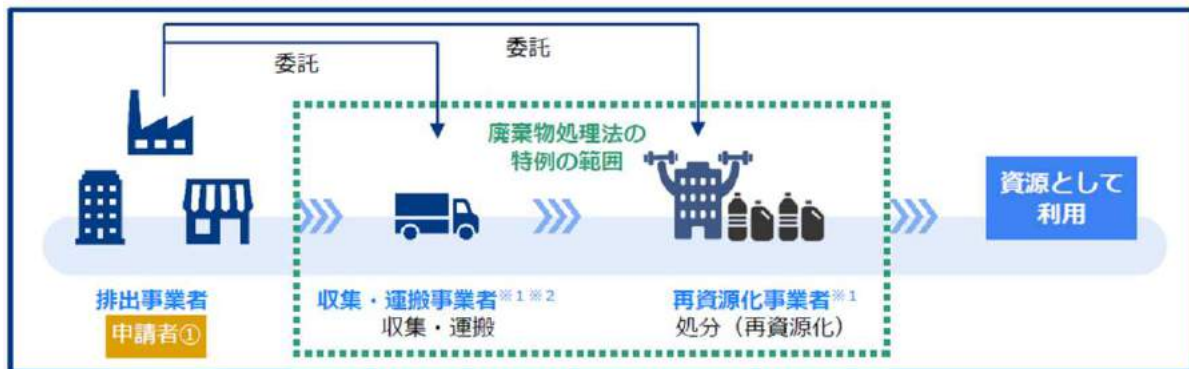 委託
委託
廃棄物処理法の
特例の範囲
資源として
利用
排出事業者
申請者①
収集・運搬事業者※1 ※2
収集・運搬
再資源化事業者※1
処分（再資源化）